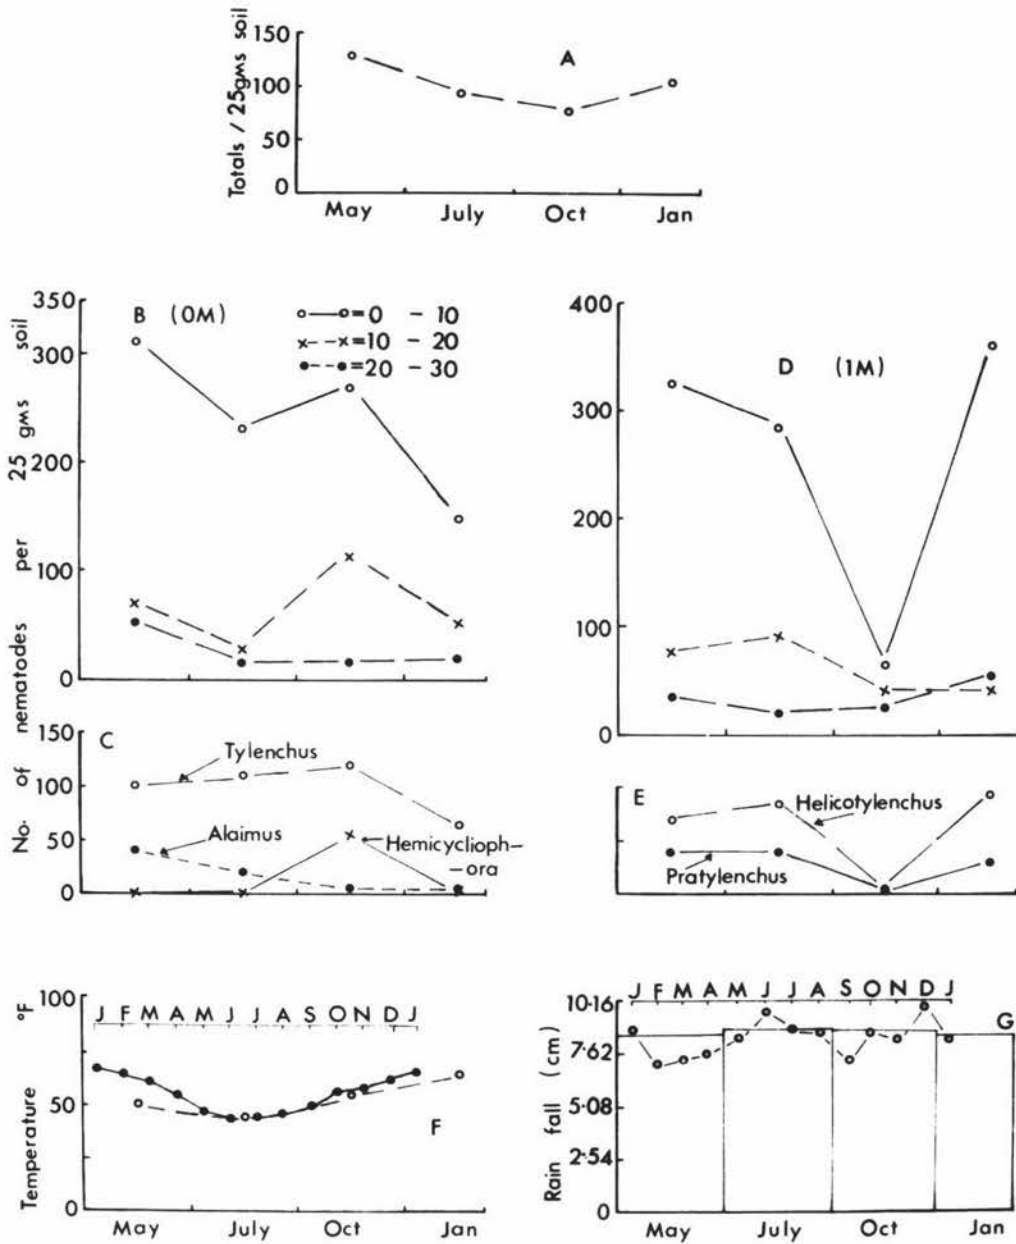 150
100
50
0
Totals / 25gms soil
A
May July Oct Jan
350
300
200
100
0
B (0M)
o—o=0 - 10
x--x=10 - 20
•--•=20 - 30
400
300
200
100
0
D (1M)
No. of nematodes per 25 gms soil
150
100
50
0
C
Tylenchus
Alaimus
Hemicyclioph-
-ora
E
Helicotylenchus
Pratylenchus
Temperature °F
100
50
0
J F M A M J J A S O N D J
F
May July Oct Jan
Rain fall (cm)
10·16
7·62
5·08
2·54
0
J F M A M J J A S O N D J
G
May July Oct Jan